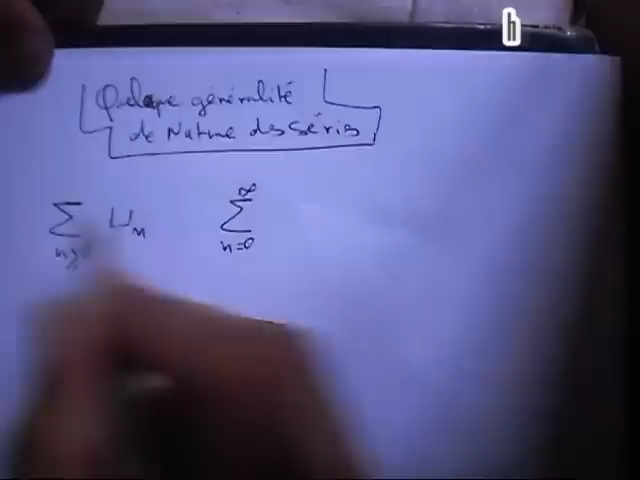 h
Quelque généralité
de Nature des séries
∑ Un ∑
n≥ n=0 ∞